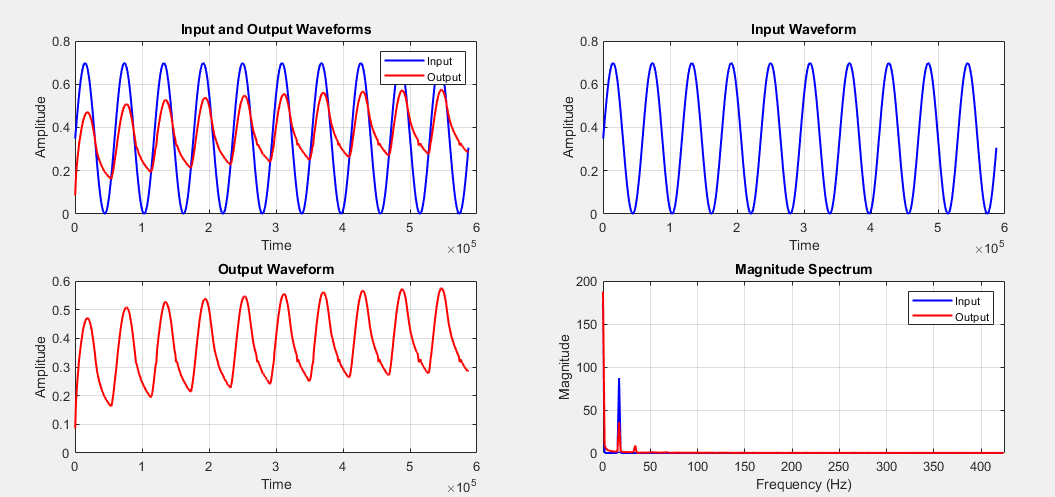 Input and Output Waveforms
0.8
0.6
0.4
0.2
0
Amplitude
Input
Output
0 1 2 3 4 5 6
×10^5
Time
Input Waveform
0.8
0.6
0.4
0.2
0
Amplitude
0 1 2 3 4 5 6
×10^5
Time
Output Waveform
0.6
0.5
0.4
0.3
0.2
0.1
0
Amplitude
0 1 2 3 4 5 6
×10^5
Time
Magnitude Spectrum
200
150
100
50
0
Magnitude
Input
Output
0 50 100 150 200 250 300 350 400
Frequency (Hz)